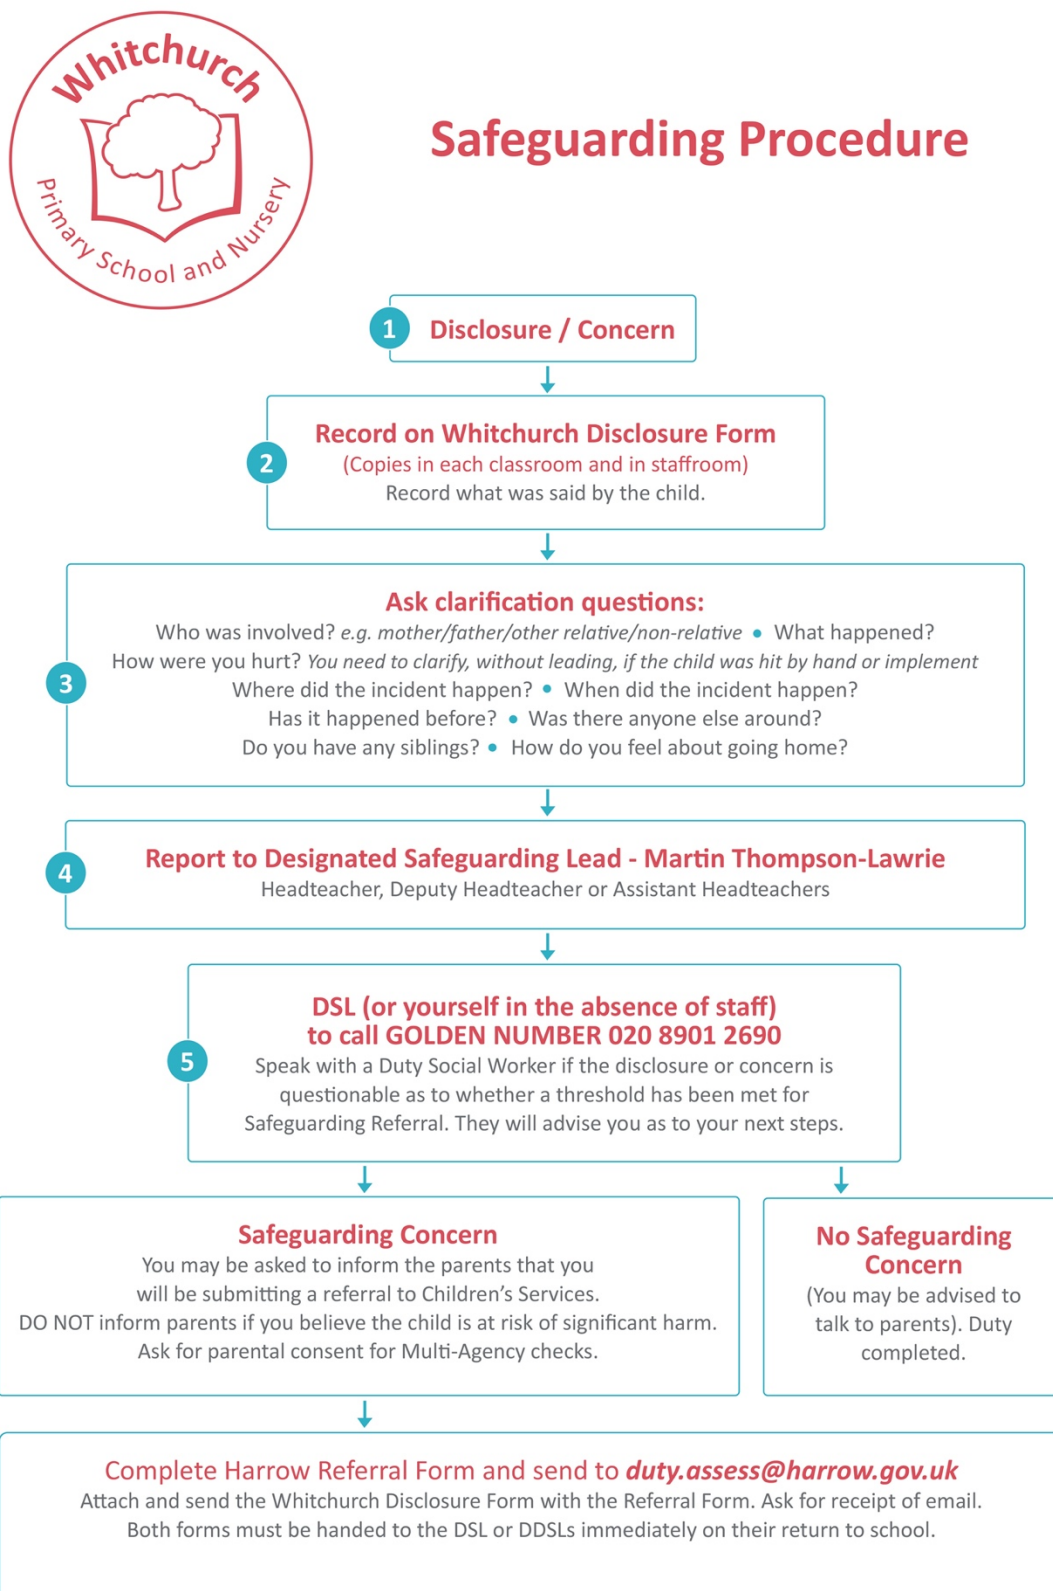 Whitchurch
Primary School and Nursery
Safeguarding Procedure
1
Disclosure / Concern
2
Record on Whitchurch Disclosure Form
(Copies in each classroom and in staffroom)
Record what was said by the child.
3
Ask clarification questions:
Who was involved? e.g. mother/father/other relative/non-relative • What happened?
How were you hurt? You need to clarify, without leading, if the child was hit by hand or implement
Where did the incident happen? • When did the incident happen?
Has it happened before? • Was there anyone else around?
Do you have any siblings? • How do you feel about going home?
4
Report to Designated Safeguarding Lead - Martin Thompson-Lawrie
Headteacher, Deputy Headteacher or Assistant Headteachers
5
DSL (or yourself in the absence of staff)
to call GOLDEN NUMBER 020 8901 2690
Speak with a Duty Social Worker if the disclosure or concern is
questionable as to whether a threshold has been met for
Safeguarding Referral. They will advise you as to your next steps.
Safeguarding Concern
You may be asked to inform the parents that you
will be submitting a referral to Children's Services.
DO NOT inform parents if you believe the child is at risk of significant harm.
Ask for parental consent for Multi-Agency checks.
No Safeguarding
Concern
(You may be advised to
talk to parents). Duty
completed.
Complete Harrow Referral Form and send to duty.assess@harrow.gov.uk
Attach and send the Whitchurch Disclosure Form with the Referral Form. Ask for receipt of email.
Both forms must be handed to the DSL or DDSLs immediately on their return to school.